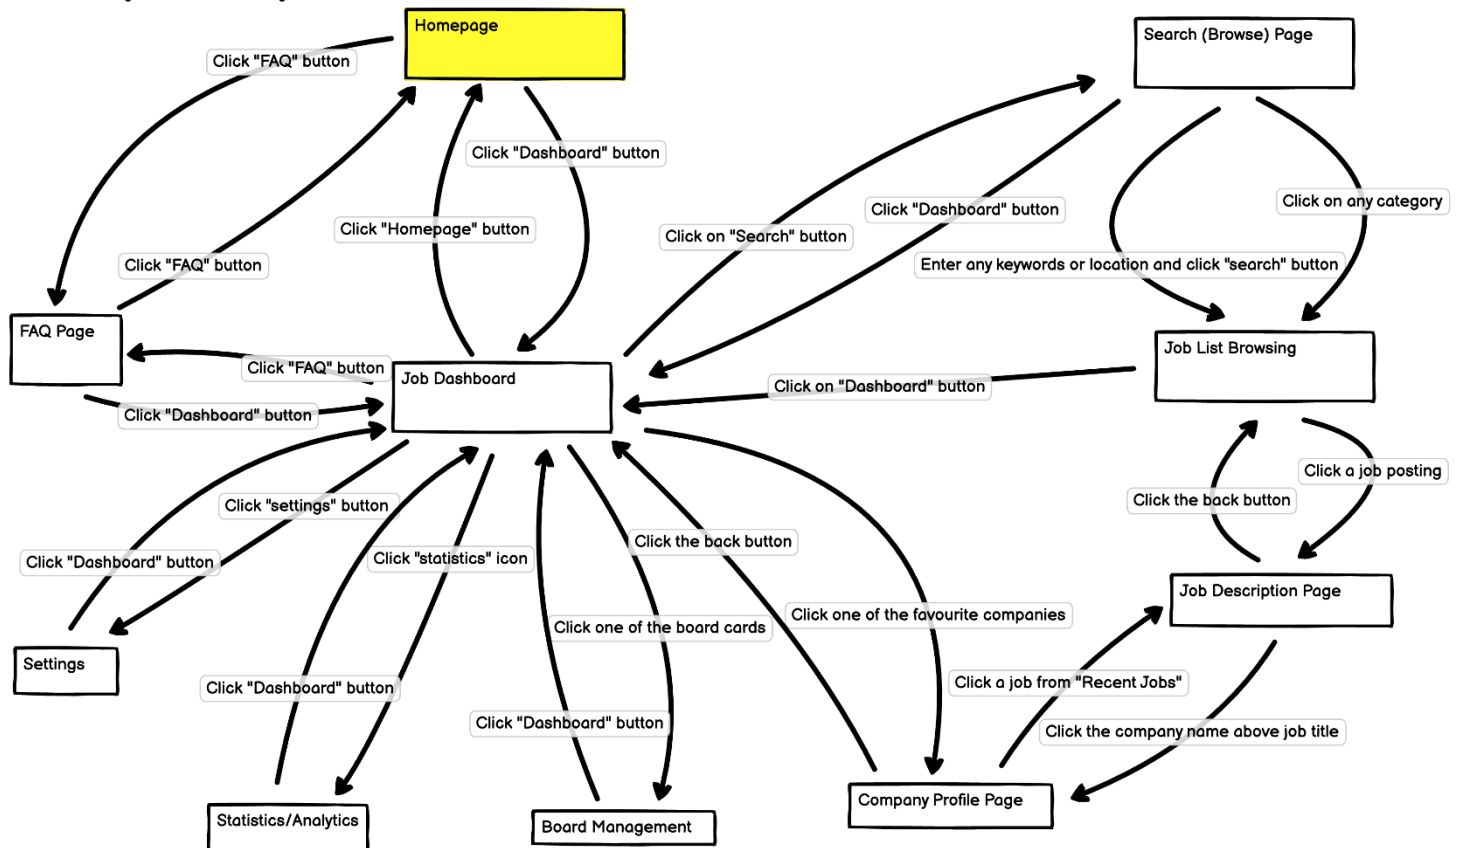 Homepage
Search (Browse) Page
Click "FAQ" button
Click "Dashboard" button
Click on any category
Click "Dashboard" button
Click "Homepage" button
Click on "Search" button
Click "FAQ" button
Enter any keywords or location and click "search" button
FAQ Page
Job List Browsing
Click "FAQ" button
Job Dashboard
Click on "Dashboard" button
Click "Dashboard" button
Click a job posting
Click the back button
Click "settings" button
Click the back button
Click "Dashboard" button
Click "statistics" icon
Job Description Page
Click one of the favourite companies
Click one of the board cards
Settings
Click a job from "Recent Jobs"
Click "Dashboard" button
Click "Dashboard" button
Click the company name above job title
Company Profile Page
Statistics/Analytics
Board Management